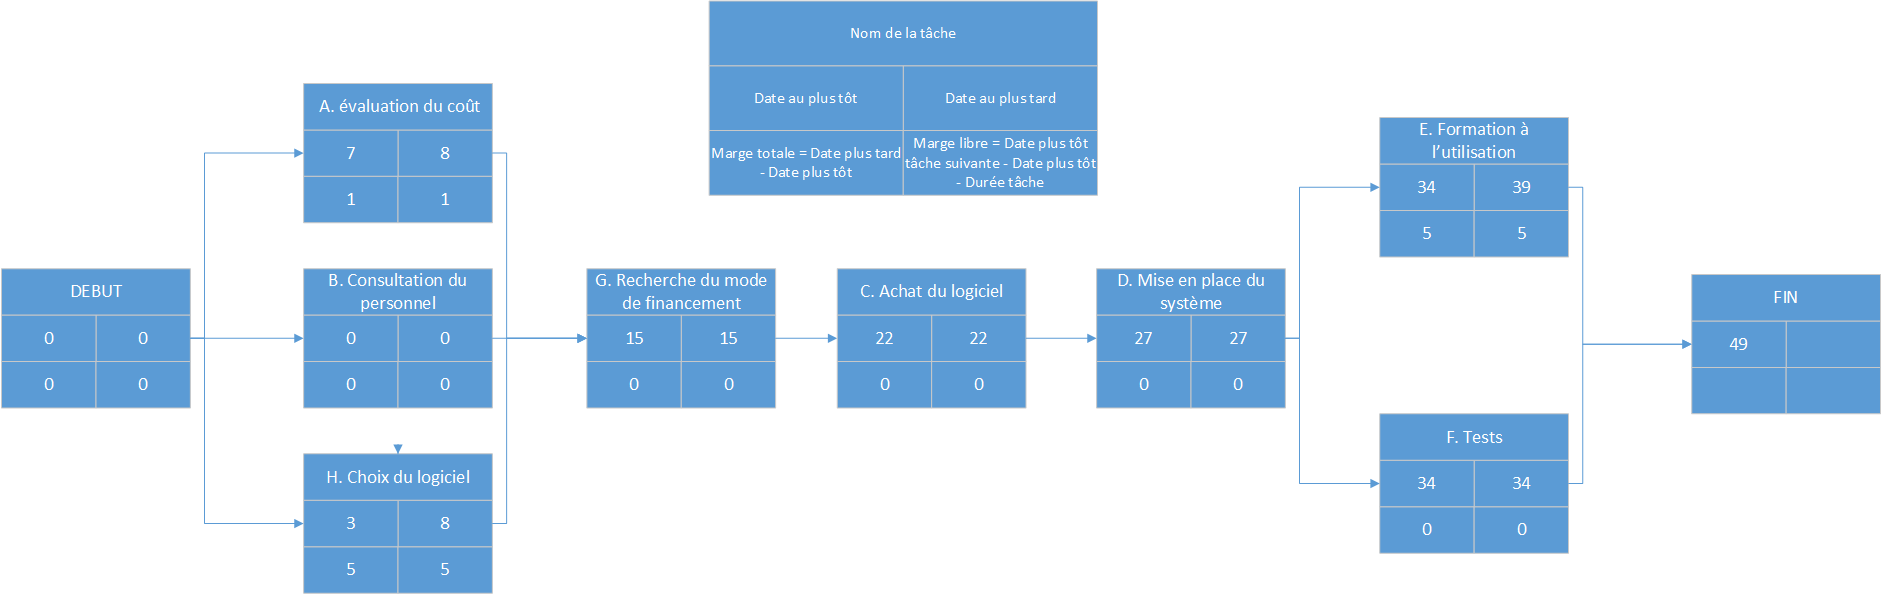 Nom de la tâche
Date au plus tôt
Date au plus tard
Marge totale = Date plus tard
- Date plus tôt
Marge libre = Date plus tôt
tâche suivante - Date plus tôt
- Durée tâche
DEBUT
0 0
0 0
A. évaluation du coût
7 8
1 1
B. Consultation du
personnel
0 0
0 0
H. Choix du logiciel
3 8
5 5
G. Recherche du mode
de financement
15 15
0 0
C. Achat du logiciel
22 22
0 0
D. Mise en place du
système
27 27
0 0
E. Formation à
l’utilisation
34 39
5 5
F. Tests
34 34
0 0
FIN
49